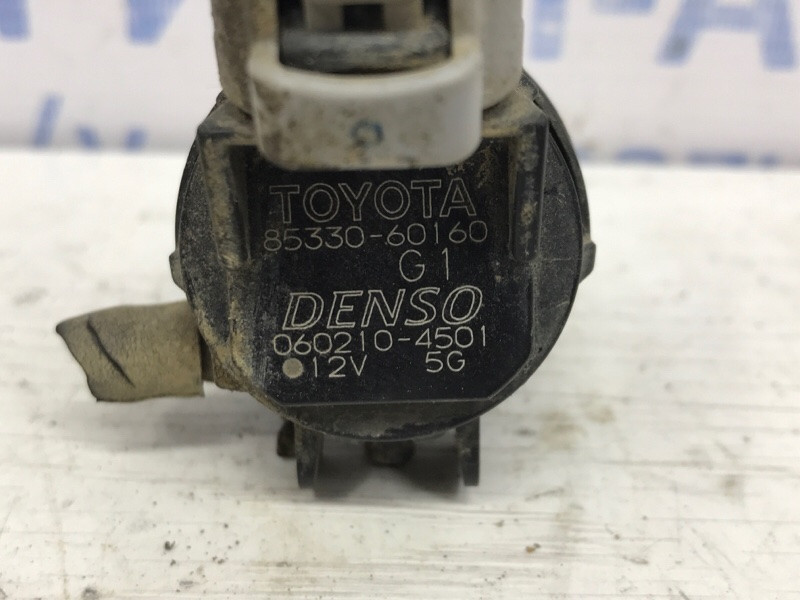 TOYOTA
85330-60160
G1
DENSO
060210-4501
12V 5G